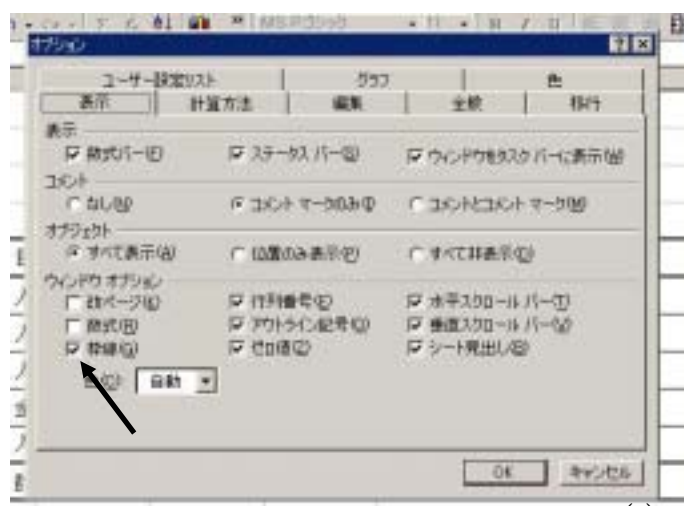 MS Pゴシック 11 B I U
オプション
ユーザー設定リスト グラフ 色
表示 計算方法 編集 全般 移行
表示
数式バー(F) ステータス バー(S) ウィンドウをタスク バーに表示(W)
コメント
なし(N) コメント マークのみ(I) コメントとコメント マーク(M)
オブジェクト
すべて表示(A) 位置のみ表示(P) すべて非表示(D)
ウィンドウ オプション
改ページ(K) 行列番号(E) 水平スクロール バー(T)
数式(R) アウトライン記号(O) 垂直スクロール バー(V)
枠線(G) ゼロ値(Z) シート見出し(B)
色(C): 自動
OK キャンセル